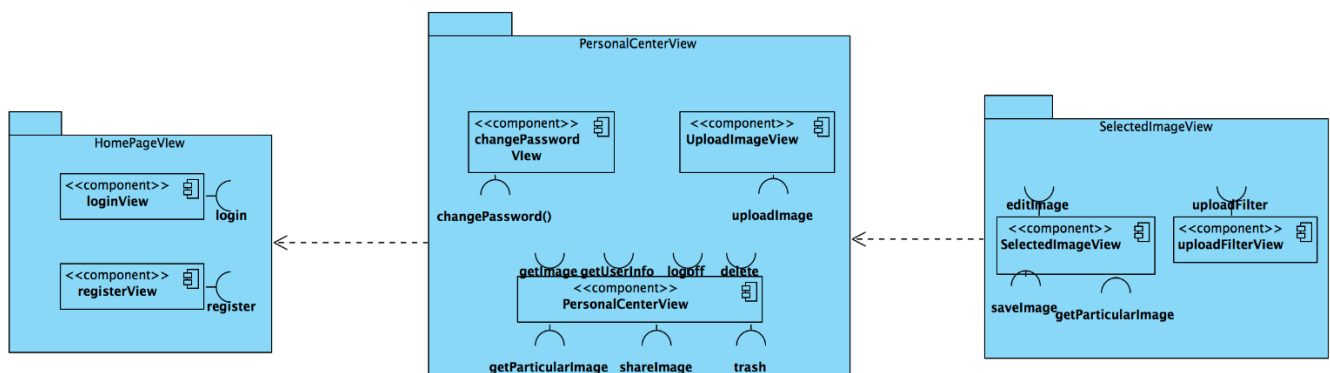 HomePageVIew
<<component>>
loginView
login
<<component>>
registerView
register
PersonalCenterView
<<component>>
changePassword
VIew
changePassword()
<<component>>
UploadImageView
uploadImage
getImage getUserInfo logoff delete
<<component>>
PersonalCenterView
getParticularImage shareImage trash
SelectedImageView
editImage
<<component>>
SelectedImageView
saveImage
getParticularImage
uploadFilter
<<component>>
uploadFilterView